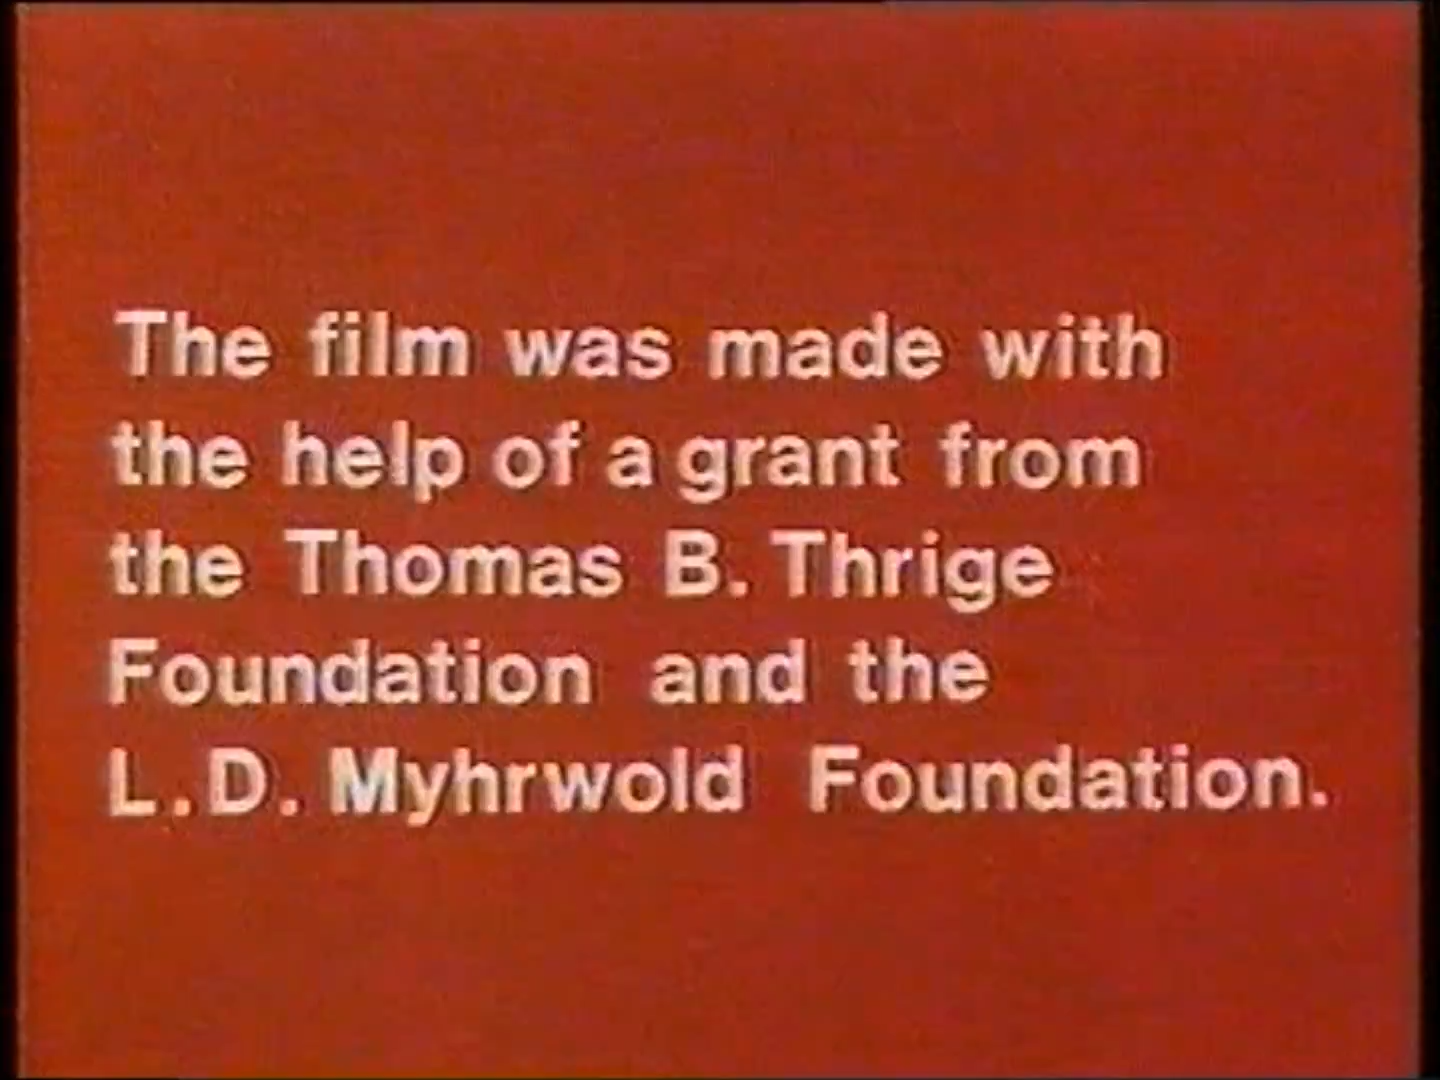 The film was made with
the help of a grant from
the Thomas B. Thrige
Foundation and the
L.D. Myhrwold Foundation.